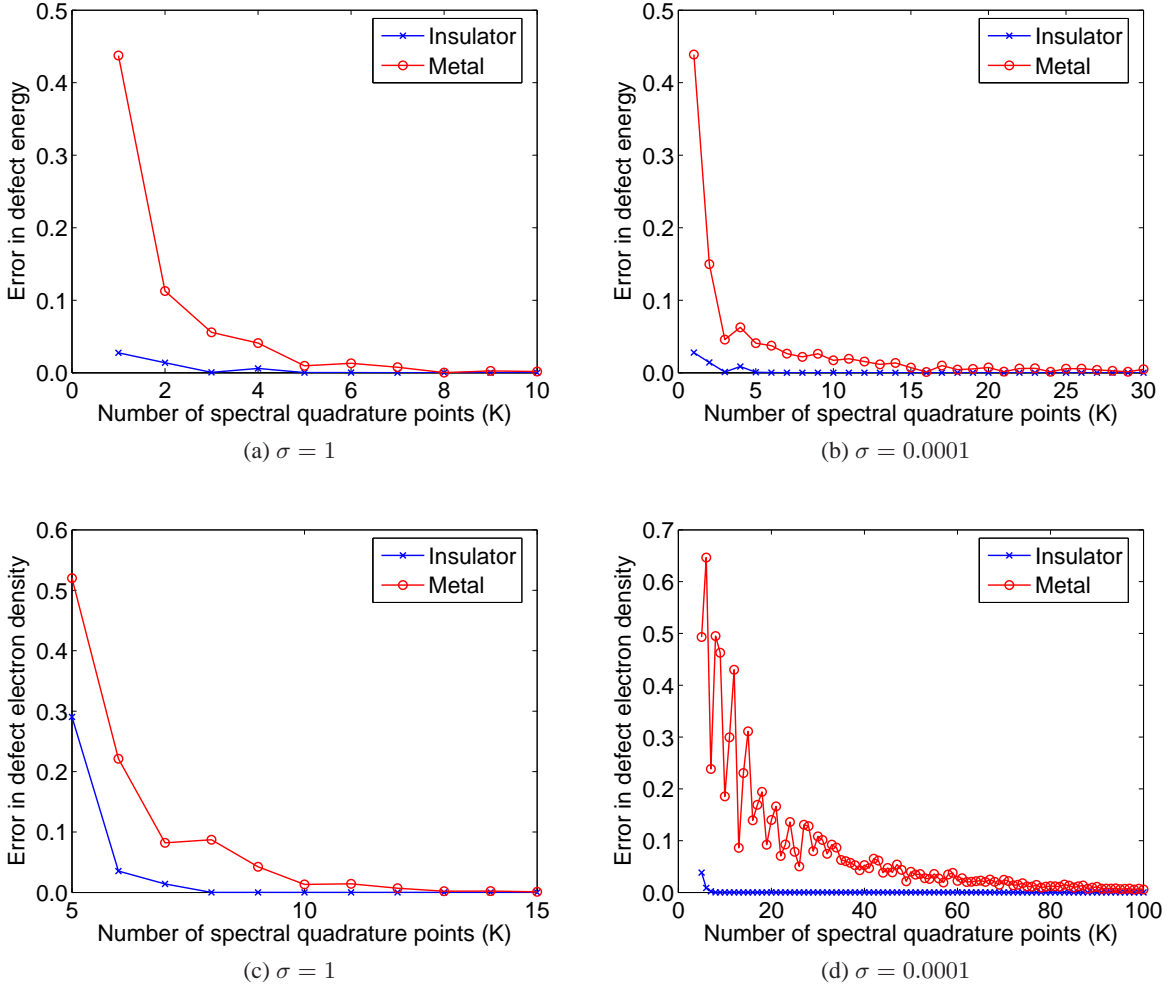 0.5
0.4
0.3
0.2
0.1
0.0
Error in defect energy
Insulator
Metal
2
4
6
8
10
Number of spectral quadrature points (K)
(a) σ = 1
0.5
0.4
0.3
0.2
0.1
0.0
Error in defect energy
Insulator
Metal
0
5
10
15
20
25
30
Number of spectral quadrature points (K)
(b) σ = 0.0001
0.6
0.5
0.4
0.3
0.2
0.1
0.0
Error in defect electron density
Insulator
Metal
5
10
15
Number of spectral quadrature points (K)
(c) σ = 1
0.7
0.6
0.5
0.4
0.3
0.2
0.1
0.0
Error in defect electron density
Insulator
Metal
0
20
40
60
80
100
Number of spectral quadrature points (K)
(d) σ = 0.0001